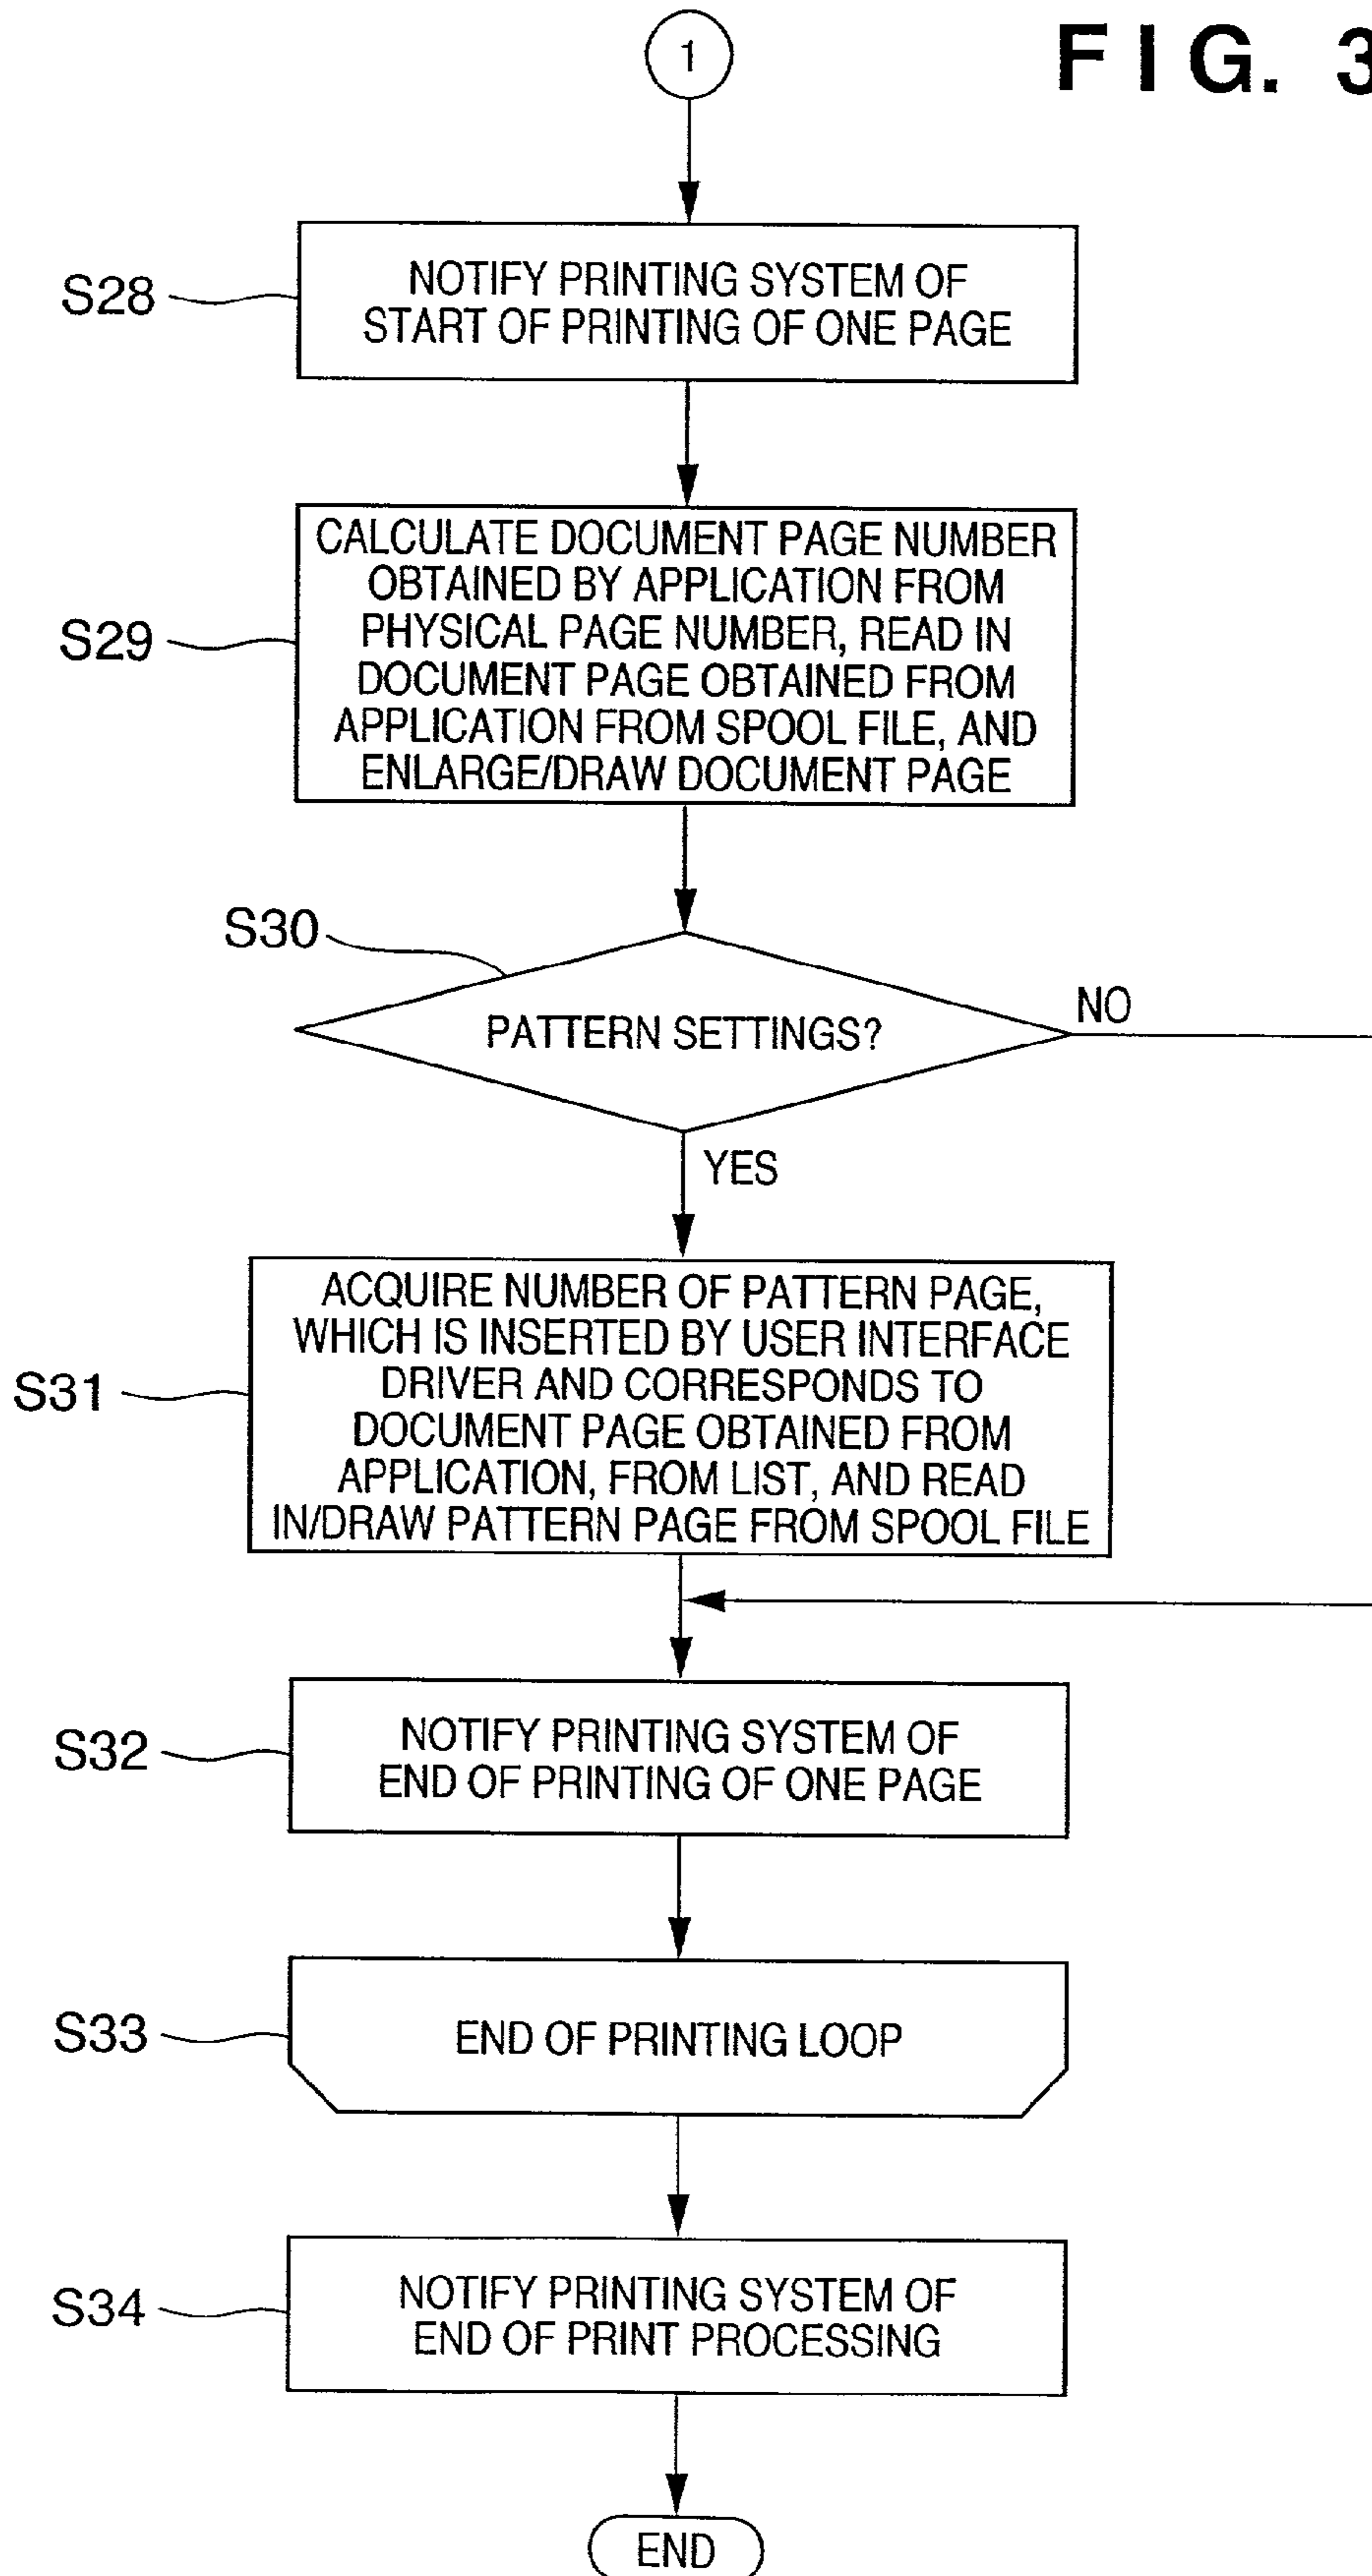 1
FIG. 3
S28
NOTIFY PRINTING SYSTEM OF
START OF PRINTING OF ONE PAGE
S29
CALCULATE DOCUMENT PAGE NUMBER
OBTAINED BY APPLICATION FROM
PHYSICAL PAGE NUMBER, READ IN
DOCUMENT PAGE OBTAINED FROM
APPLICATION FROM SPOOL FILE, AND
ENLARGE/DRAW DOCUMENT PAGE
S30
PATTERN SETTINGS?
NO
YES
S31
ACQUIRE NUMBER OF PATTERN PAGE,
WHICH IS INSERTED BY USER INTERFACE
DRIVER AND CORRESPONDS TO
DOCUMENT PAGE OBTAINED FROM
APPLICATION, FROM LIST, AND READ
IN/DRAW PATTERN PAGE FROM SPOOL FILE
S32
NOTIFY PRINTING SYSTEM OF
END OF PRINTING OF ONE PAGE
S33
END OF PRINTING LOOP
S34
NOTIFY PRINTING SYSTEM OF
END OF PRINT PROCESSING
END